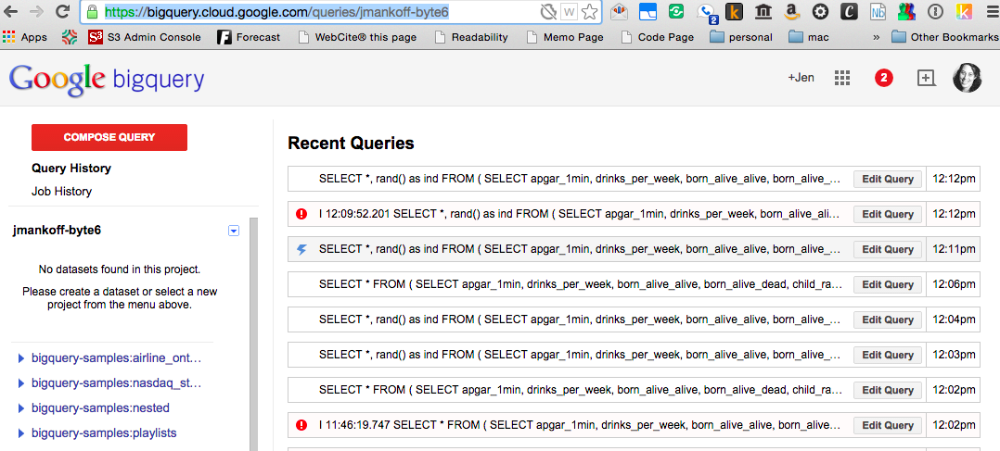 https://bigquery.cloud.google.com/queries/jmankoff-byte6
W
2
k
a
C
Nb
K
Apps
S3
S3 Admin Console
F
Forecast
WebCite® this page
Readability
Memo Page
Code Page
personal
mac
»
Other Bookmarks
Google bigquery
+Jen
2
COMPOSE QUERY
Query History
Job History
jmankoff-byte6
No datasets found in this project.
Please create a dataset or select a new
project from the menu above.
bigquery-samples:airline_ont…
bigquery-samples:nasdaq_st…
bigquery-samples:nested
bigquery-samples:playlists
Recent Queries
SELECT *, rand() as ind FROM ( SELECT apgar_1min, drinks_per_week, born_alive_alive, born_alive_… Edit Query 12:12pm
I 12:09:52.201 SELECT *, rand() as ind FROM ( SELECT apgar_1min, drinks_per_week, born_alive_ali… Edit Query 12:12pm
SELECT *, rand() as ind FROM ( SELECT apgar_1min, drinks_per_week, born_alive_alive, born_alive_… Edit Query 12:11pm
SELECT * FROM ( SELECT apgar_1min, drinks_per_week, born_alive_alive, born_alive_dead, child_ra… Edit Query 12:06pm
SELECT *, rand() as ind FROM ( SELECT apgar_1min, drinks_per_week, born_alive_alive, born_alive_… Edit Query 12:04pm
SELECT *, rand() as ind FROM ( SELECT apgar_1min, drinks_per_week, born_alive_alive, born_alive_… Edit Query 12:03pm
SELECT * FROM ( SELECT apgar_1min, drinks_per_week, born_alive_alive, born_alive_dead, child_ra… Edit Query 12:02pm
I 11:46:19.747 SELECT * FROM ( SELECT apgar_1min, drinks_per_week, born_alive_alive, born_alive… Edit Query 12:02pm